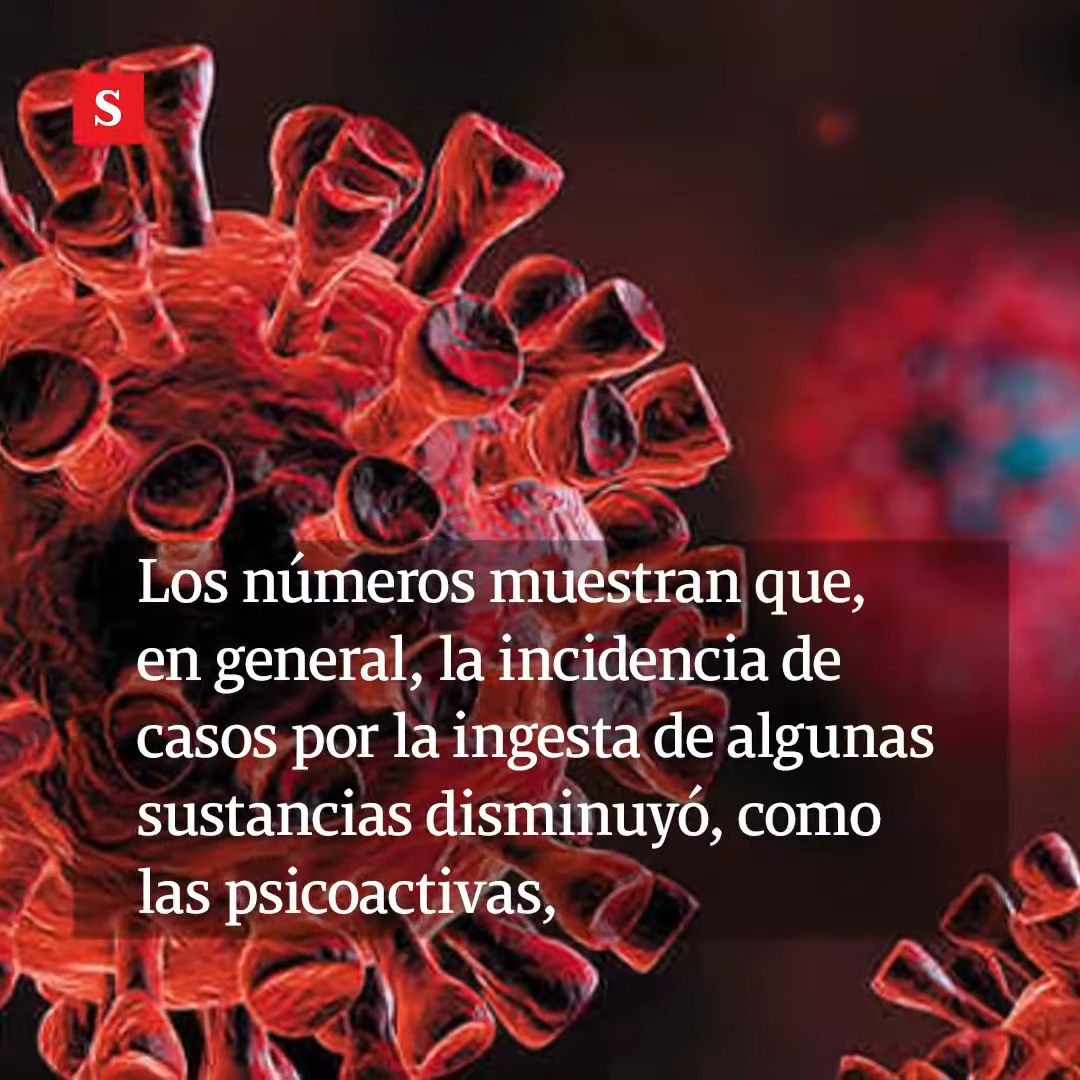 S
Los números muestran que,
en general, la incidencia de
casos por la ingesta de algunas
sustancias disminuyó, como
las psicoactivas,